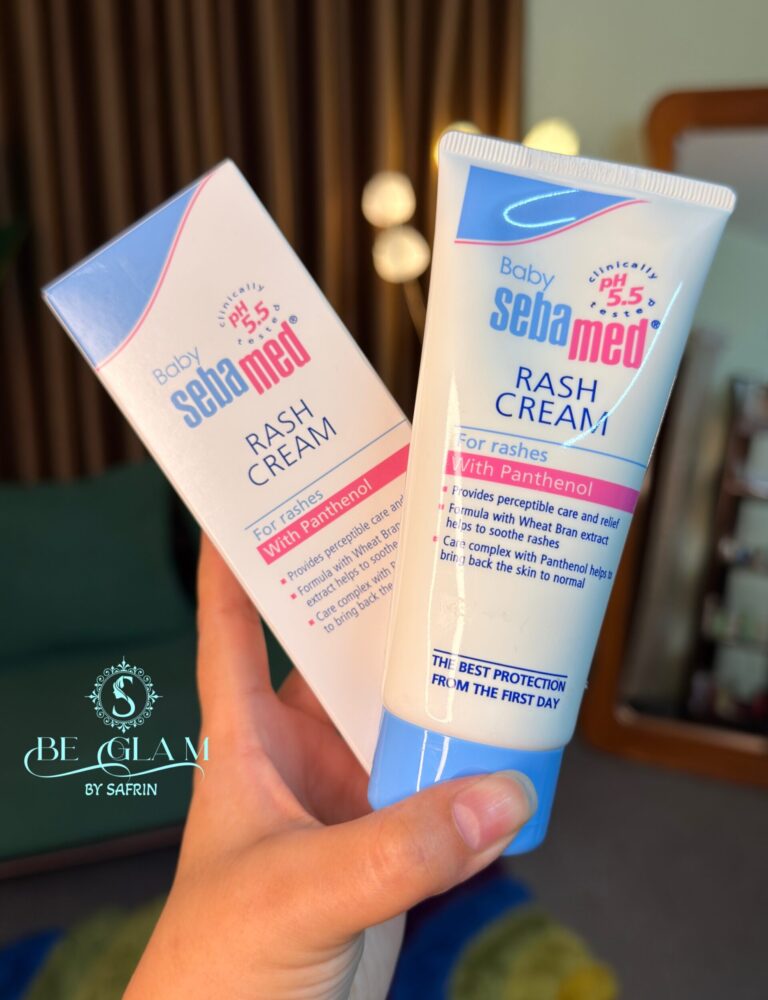 Baby
sebamed®
clinically tested
pH
5.5
RASH
CREAM
For rashes
With Panthenol
Provides perceptible care and
Formula with Wheat Bran
extract helps to soothe rashes
Care complex with
to bring back the
Baby
sebamed®
clinically tested
pH
5.5
RASH
CREAM
For rashes
With Panthenol
Provides perceptible care and relief
Formula with Wheat Bran extract
helps to soothe rashes
Care complex with Panthenol helps to
bring back the skin to normal
THE BEST PROTECTION
FROM THE FIRST DAY
S
BE GLAM
BY SAFRIN